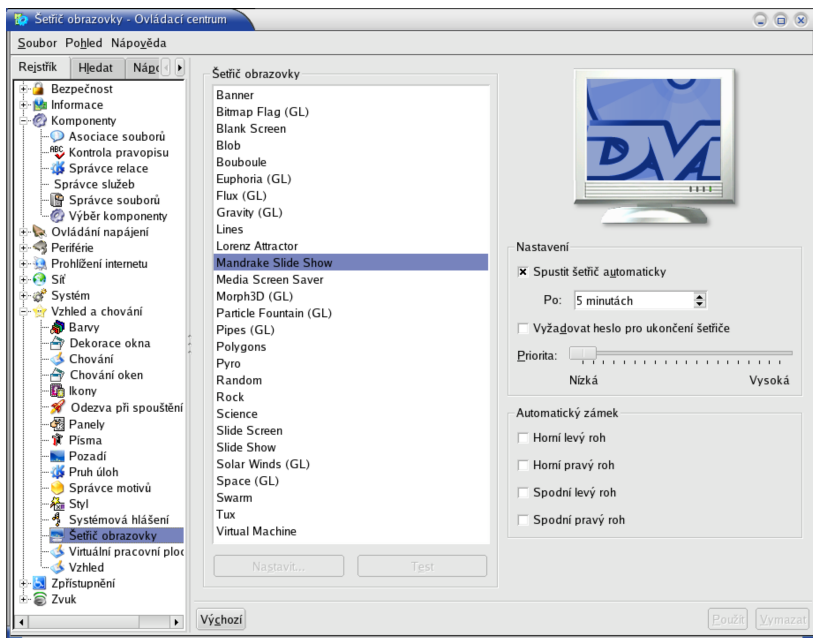 Šetřič obrazovky - Ovládací centrum
Soubor Pohled Nápověda
Rejstřík Hledat
Bezpečnost
Informace
Komponenty
Asociace souborů
Kontrola pravopisu
Správce relace
Správce služeb
Správce souborů
Výběr komponenty
Ovládání napájení
Periférie
Prohlížení internetu
Síť
Systém
Vzhled a chování
Barvy
Dekorace okna
Chování
Chování oken
Ikony
Odezva při spouštění
Panely
Písma
Pozadí
Pruh úloh
Správce motivů
Styl
Systémová hlášení
Šetřič obrazovky
Virtuální pracovní
Vzhled
Zpřístupnění
Zvuk
Šetřič obrazovky
Banner
Bitmap Flag (GL)
Blank Screen
Blob
Bouboule
Euphoria (GL)
Flux (GL)
Gravity (GL)
Lines
Lorenz Attractor
Mandrake Slide Show
Media Screen Saver
Morph3D (GL)
Particle Fountain (GL)
Pipes (GL)
Polygons
Pyro
Random
Rock
Science
Slide Screen
Slide Show
Solar Winds (GL)
Space (GL)
Swarm
Tux
Virtual Machine
Nastavit... Test
Nastavení
Spustit šetřič automaticky
Po: 5 minutách
Vyžadovat heslo pro ukončení šetřiče
Priorita:
Nízká Vysoká
Automatický zámek
Horní levý roh
Horní pravý roh
Spodní levý roh
Spodní pravý roh
Výchozí Použít Vymazat